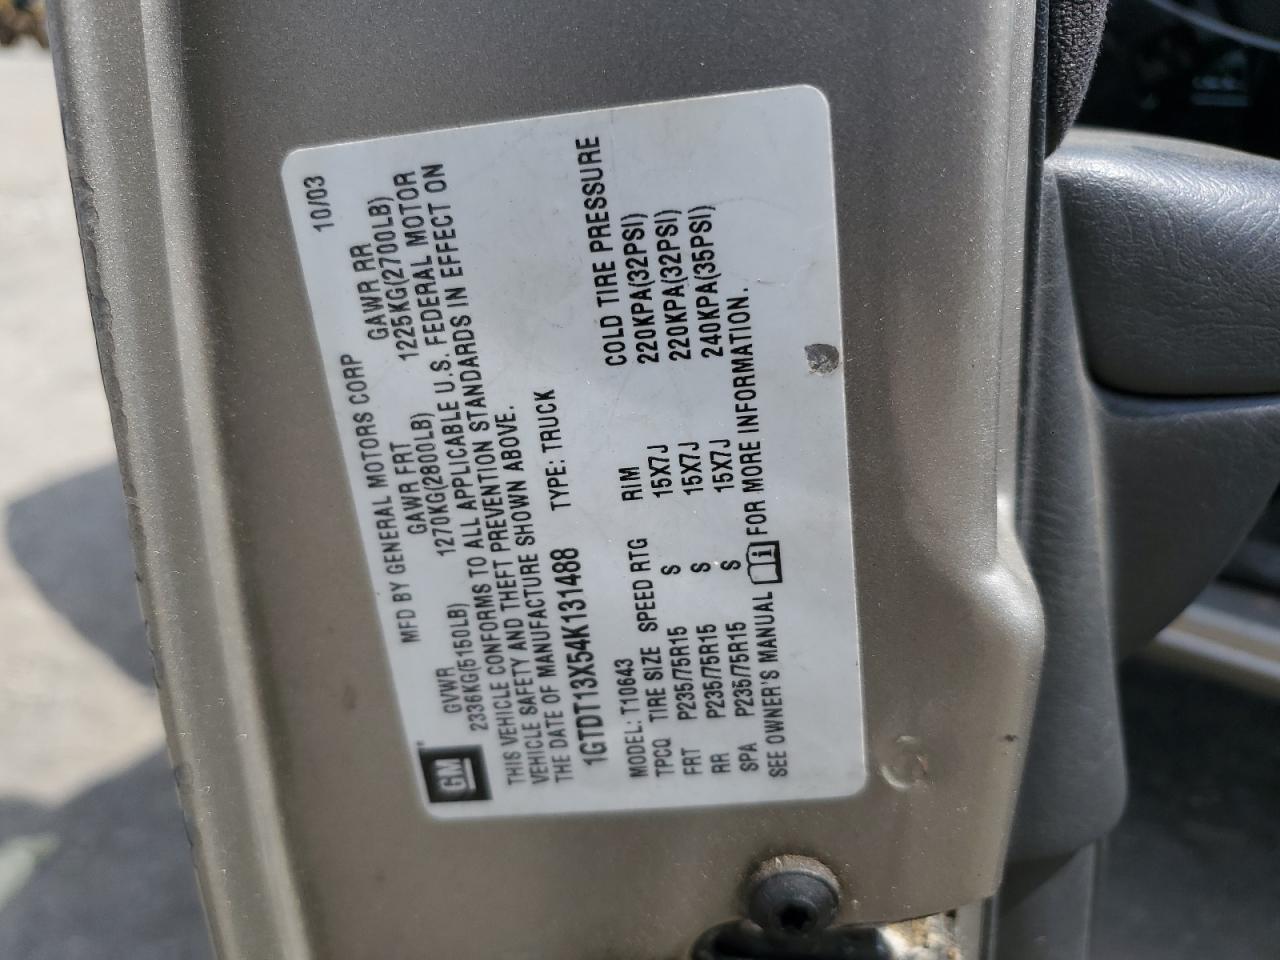 MFD BY GENERAL MOTORS CORP 10/03
GVWR GAWR FRT GAWR RR
2336KG(5150LB) 1270KG(2800LB) 1225KG(2700LB)
GM
THIS VEHICLE CONFORMS TO ALL APPLICABLE U.S. FEDERAL MOTOR
VEHICLE SAFETY AND THEFT PREVENTION STANDARDS IN EFFECT ON
THE DATE OF MANUFACTURE SHOWN ABOVE.
1GTDT13X54K131488 TYPE: TRUCK
MODEL: T10643
TPCQ TIRE SIZE SPEED RTG RIM COLD TIRE PRESSURE
FRT P235/75R15 S 15X7J 220KPA(32PSI)
RR P235/75R15 S 15X7J 220KPA(32PSI)
SPA P235/75R15 S 15X7J 240KPA(35PSI)
SEE OWNER'S MANUAL i FOR MORE INFORMATION.